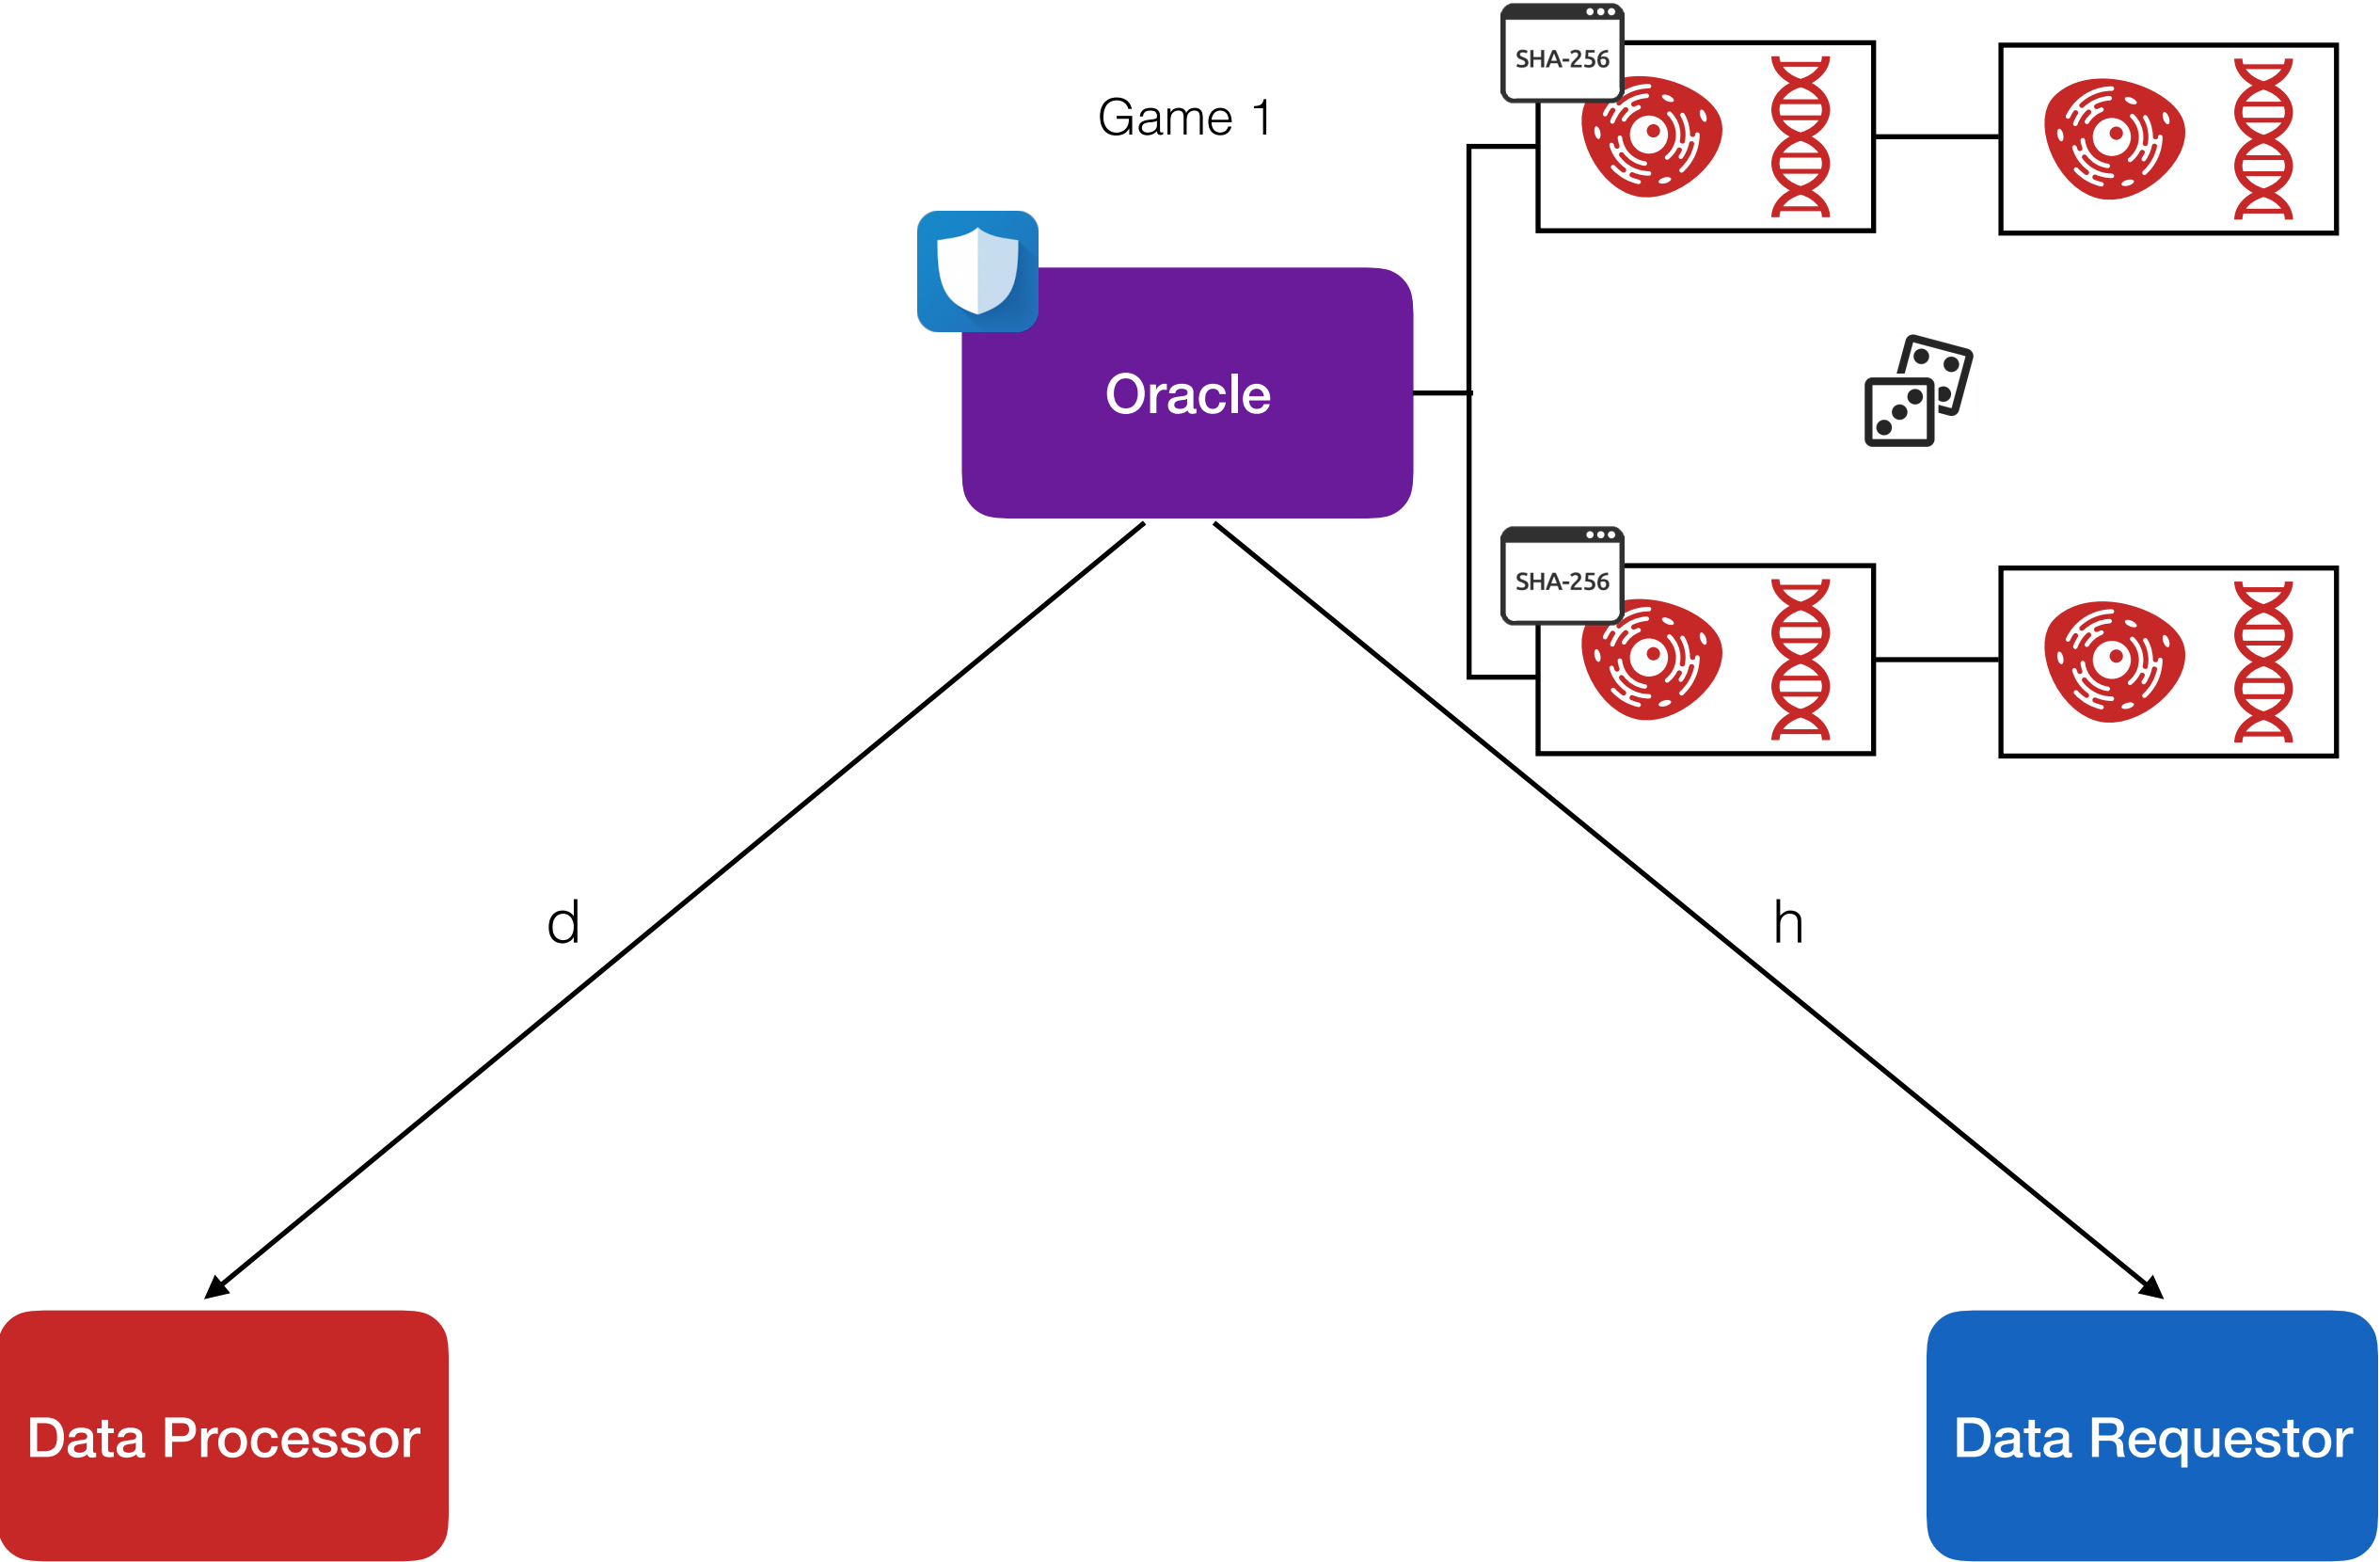 SHA-256
Game 1
Oracle
SHA-256
d
h
Data Processor
Data Requestor